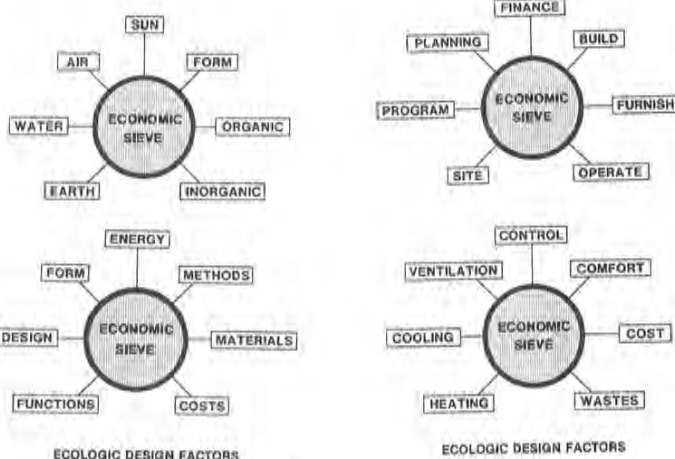 SUN
AIR
FORM
WATER
ECONOMIC
SIEVE
ORGANIC
EARTH
INORGANIC
FINANCE
PLANNING
BUILD
PROGRAM
ECONOMIC
SIEVE
FURNISH
SITE
OPERATE
ENERGY
FORM
METHODS
DESIGN
ECONOMIC
SIEVE
MATERIALS
FUNCTIONS
COSTS
ECOLOGIC DESIGN FACTORS
CONTROL
VENTILATION
COMFORT
COOLING
ECONOMIC
SIEVE
COST
HEATING
WASTES
ECOLOGIC DESIGN FACTORS